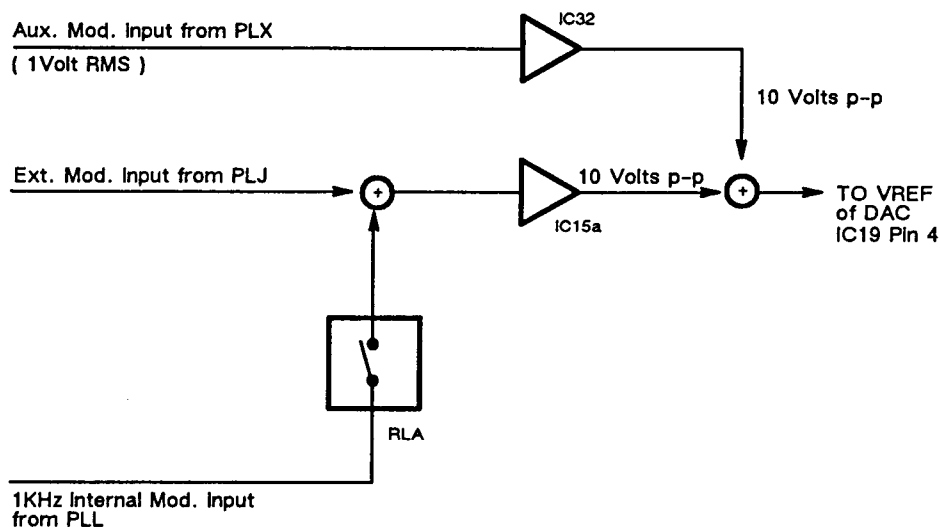 Aux. Mod. Input from PLX
( 1Volt RMS )
IC32
10 Volts p-p
Ext. Mod. Input from PLJ
+
10 Volts p-p
IC15a
+
TO VREF
of DAC
IC19 Pin 4
RLA
1KHz Internal Mod. Input
from PLL